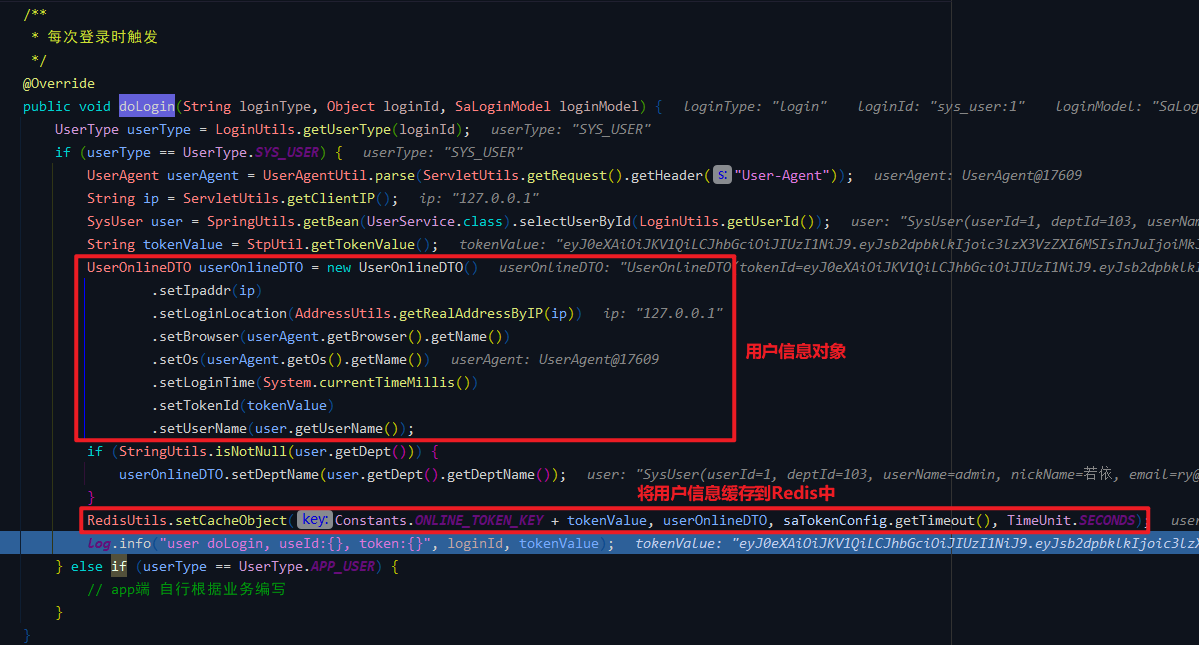 /**
* 每次登录时触发
*/
@Override
public void doLogin(String loginType, Object loginId, SaLoginModel loginModel) {   loginType: "login"   loginId: "sys_user:1"   loginModel: "SaLog
UserType userType = LoginUtils.getUserType(loginId);   userType: "SYS_USER"
if (userType == UserType.SYS_USER) {   userType: "SYS_USER"
UserAgent userAgent = UserAgentUtil.parse(ServletUtils.getRequest().getHeader( s: "User-Agent"));   userAgent: UserAgent@17609
String ip = ServletUtils.getClientIP();   ip: "127.0.0.1"
SysUser user = SpringUtils.getBean(UserService.class).selectUserById(LoginUtils.getUserId());   user: "SysUser(userId=1, deptId=103, userNa
String tokenValue = StpUtil.getTokenValue();   tokenValue: "eyJ0eXAiOiJKV1QiLCJhbGciOiJIUzI1NiJ9.eyJsb2dpbklkIjoic3lzX3VzZXI6MSIsInJuIjoiMk
UserOnlineDTO userOnlineDTO = new UserOnlineDTO()   userOnlineDTO: "UserOnlineDTO(tokenId=eyJ0eXAiOiJKV1QiLCJhbGciOiJIUzI1NiJ9.eyJsb2dpbklkI
.setIpaddr(ip)
.setLoginLocation(AddressUtils.getRealAddressByIP(ip))   ip: "127.0.0.1"
.setBrowser(userAgent.getBrowser().getName())
用户信息对象
.setOs(userAgent.getOs().getName())   userAgent: UserAgent@17609
.setLoginTime(System.currentTimeMillis())
.setTokenId(tokenValue)
.setUserName(user.getUserName());
if (StringUtils.isNotNull(user.getDept())) {
userOnlineDTO.setDeptName(user.getDept().getDeptName());   user: "SysUser(userId=1, deptId=103, userName=admin, nickName=若依, email=ry@
}
将用户信息缓存到Redis中
RedisUtils.setCacheObject( key: Constants.ONLINE_TOKEN_KEY + tokenValue, userOnlineDTO, saTokenConfig.getTimeout(), TimeUnit.SECONDS)   use
log.info("user doLogin, useId:{}, token:{}", loginId, tokenValue);   tokenValue: "eyJ0eXAiOiJKV1QiLCJhbGciOiJIUzI1NiJ9.eyJsb2dpbklkIjoic3lzX
} else if (userType == UserType.APP_USER) {
// app端 自行根据业务编写
}
}